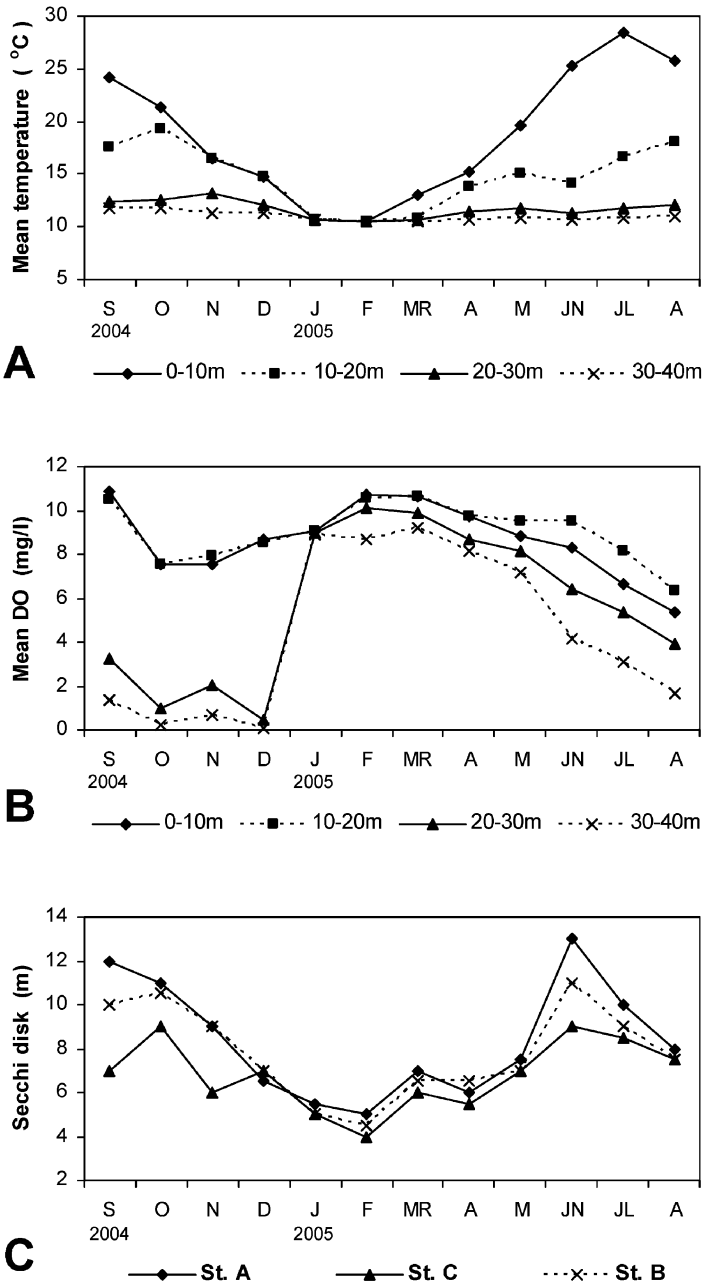 Mean temperature ( °C)
30
25
20
15
10
5
S O N D J F MR A M JN JL A
2004 2005
A
0-10m 10-20m 20-30m 30-40m
Mean DO (mg/l)
12
10
8
6
4
2
0
S O N D J F MR A M JN JL A
2004 2005
B
0-10m 10-20m 20-30m 30-40m
Secchi disk (m)
14
12
10
8
6
4
2
S O N D J F MR A M JN JL A
2004 2005
C
St. A St. C St. B